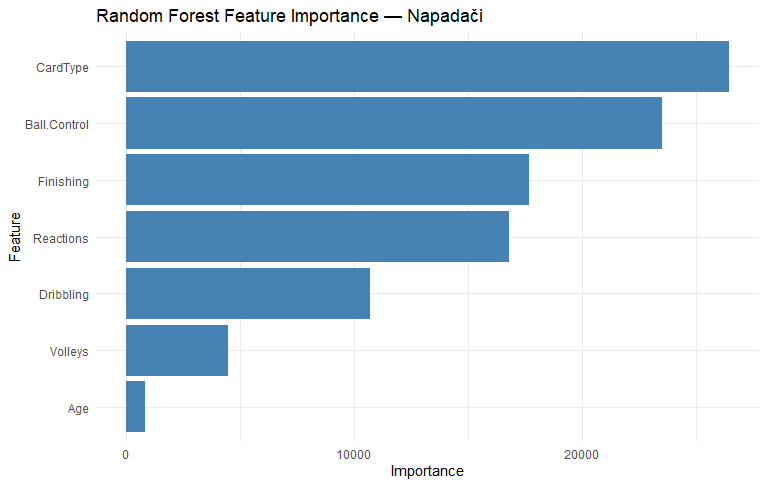 Random Forest Feature Importance — Napadači
CardType
Ball.Control
Finishing
Reactions
Dribbling
Volleys
Age
Feature
0 10000 20000
Importance